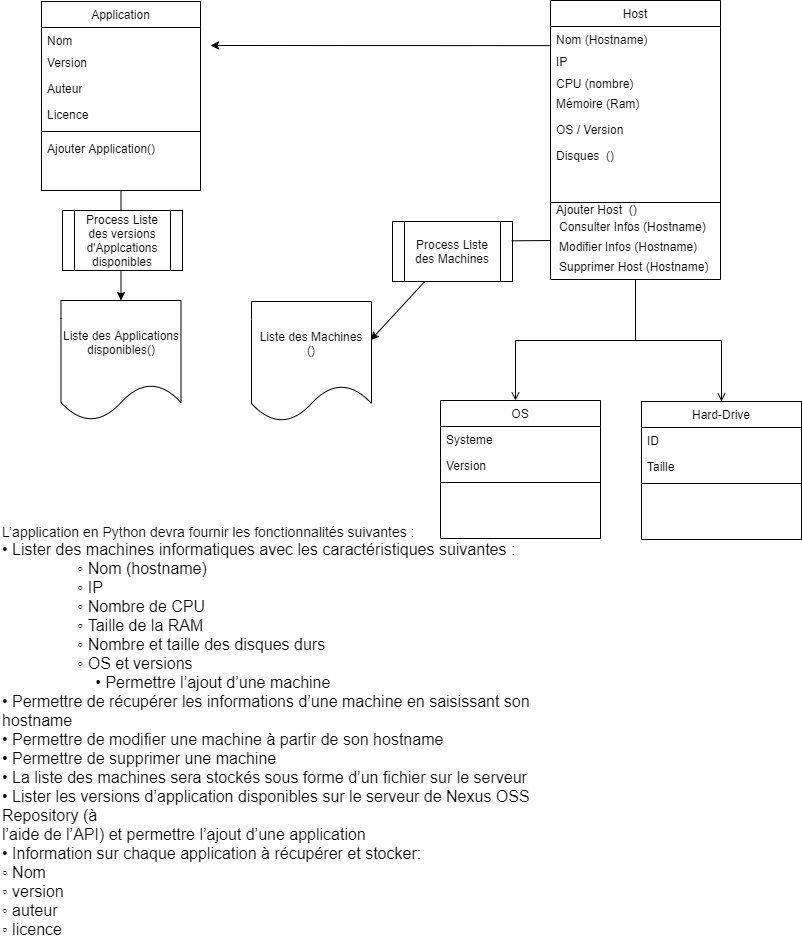 Application
Nom
Version
Auteur
Licence
Ajouter Application()
Host
Nom (Hostname)
IP
CPU (nombre)
Mémoire (Ram)
OS / Version
Disques ()
Ajouter Host ()
Consulter Infos (Hostname)
Modifier Infos (Hostname)
Supprimer Host (Hostname)
Process Liste
des versions
d'Applcations
disponibles
Process Liste
des Machines
Liste des Applications
disponibles()
Liste des Machines
()
OS
Systeme
Version
Hard-Drive
ID
Taille
L'application en Python devra fournir les fonctionnalités suivantes :
• Lister des machines informatiques avec les caractéristiques suivantes :
◦ Nom (hostname)
◦ IP
◦ Nombre de CPU
◦ Taille de la RAM
◦ Nombre et taille des disques durs
◦ OS et versions
• Permettre l'ajout d'une machine
• Permettre de récupérer les informations d'une machine en saisissant son
hostname
• Permettre de modifier une machine à partir de son hostname
• Permettre de supprimer une machine
• La liste des machines sera stockés sous forme d'un fichier sur le serveur
• Lister les versions d'application disponibles sur le serveur de Nexus OSS
Repository (à
l'aide de l'API) et permettre l'ajout d'une application
• Information sur chaque application à récupérer et stocker:
◦ Nom
◦ version
◦ auteur
◦ licence